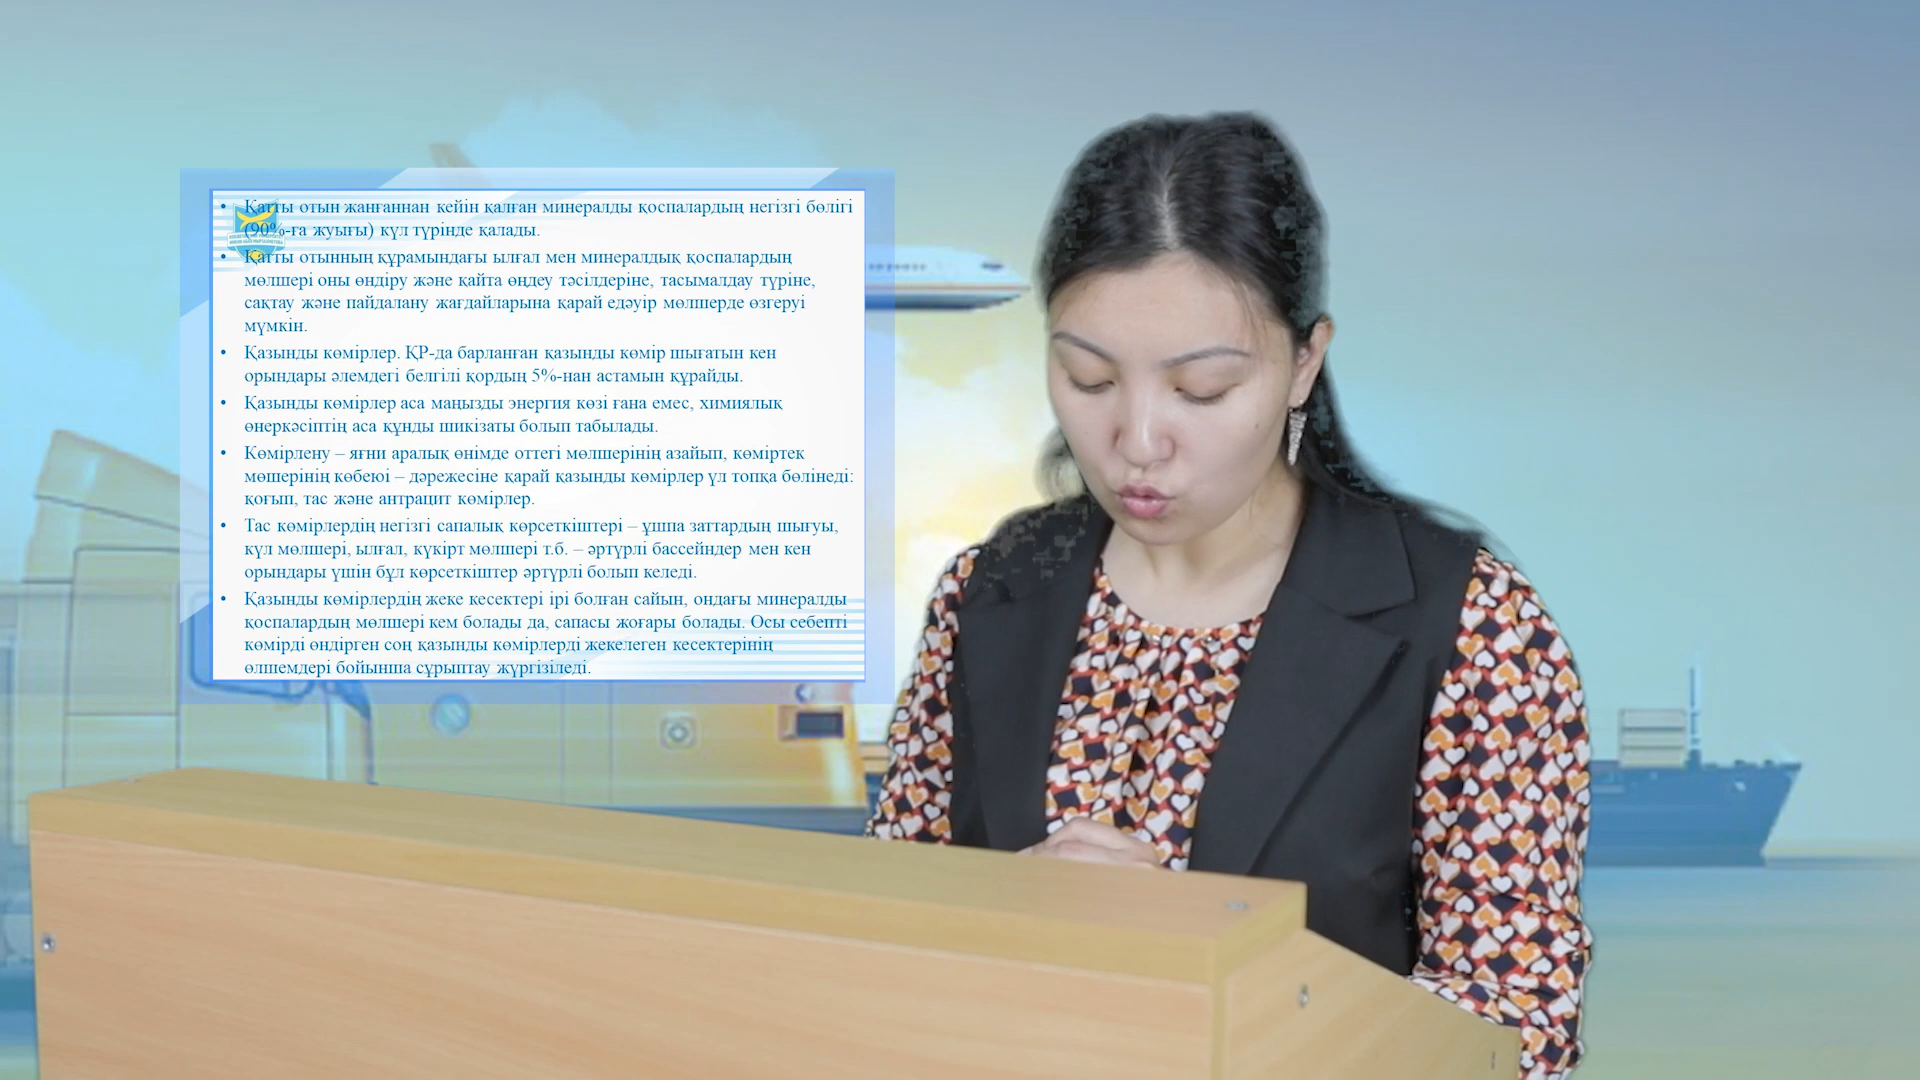 • Қатты отын жанғаннан кейін қалған минералды қоспалардың негізгі бөлігі
(90%-ға жуығы) күл түрінде қалады.
• Қатты отынның құрамындағы ылғал мен минералдық қоспалардың
мөлшері оны өндіру және қайта өңдеу тәсілдеріне, тасымалдау түріне,
сақтау және пайдалану жағдайларына қарай едәуір мөлшерде өзгеруі
мүмкін.
• Қазынды көмірлер. ҚР-да барланған қазынды көмір шығатын кен
орындары әлемдегі белгілі қордың 5%-нан астамын құрайды.
• Қазынды көмірлер аса маңызды энергия көзі ғана емес, химиялық
өнеркәсіптің аса құнды шикізаты болып табылады.
• Көмірлену – яғни аралық өнімде оттегі мөлшерінің азайып, көміртек
мөшерінің көбеюі – дәрежесіне қарай қазынды көмірлер үл топқа бөлінеді:
қоғып, тас және антрацит көмірлер.
• Тас көмірлердің негізгі сапалық көрсеткіштері – ұшпа заттардың шығуы,
күл мөлшері, ылғал, күкірт мөлшері т.б. – әртүрлі бассейндер мен кен
орындары үшін бұл көрсеткіштер әртүрлі болып келеді.
• Қазынды көмірлердің жеке кесектері ірі болған сайын, ондағы минералды
қоспалардың мөлшері кем болады да, сапасы жоғары болады. Осы себепті
көмірді өндірген соң қазынды көмірлерді жекелеген кесектерінің
өлшемдері бойынша сұрыптау жүргізіледі.